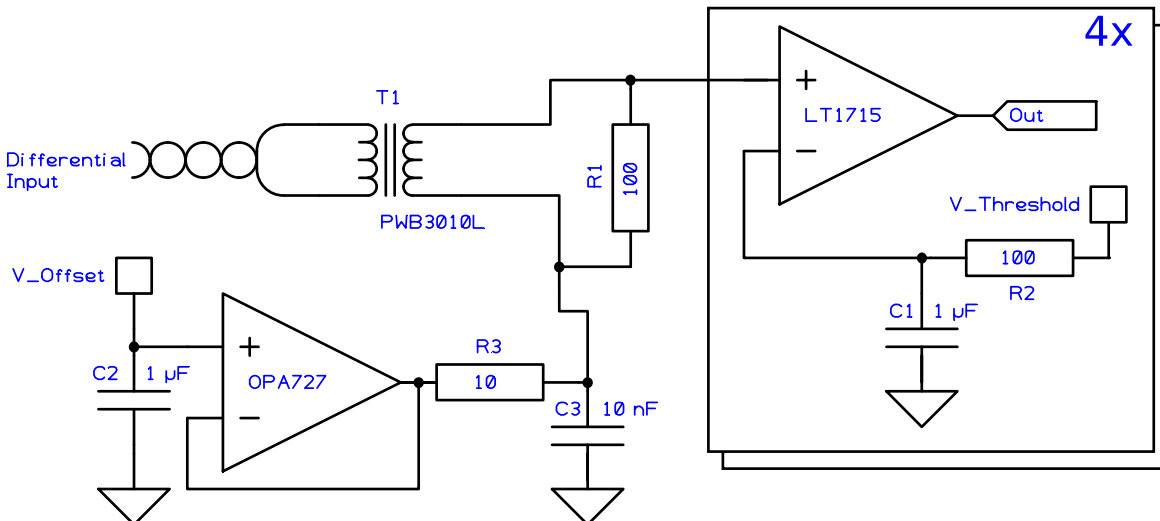 4x
T1
LT1715
Out
Differential
Input
R1
100
PWB3010L
V_Threshold
V_Offset
100
R2
C1 1 µF
R3
C2 1 µF
OPA727
10
C3 10 nF